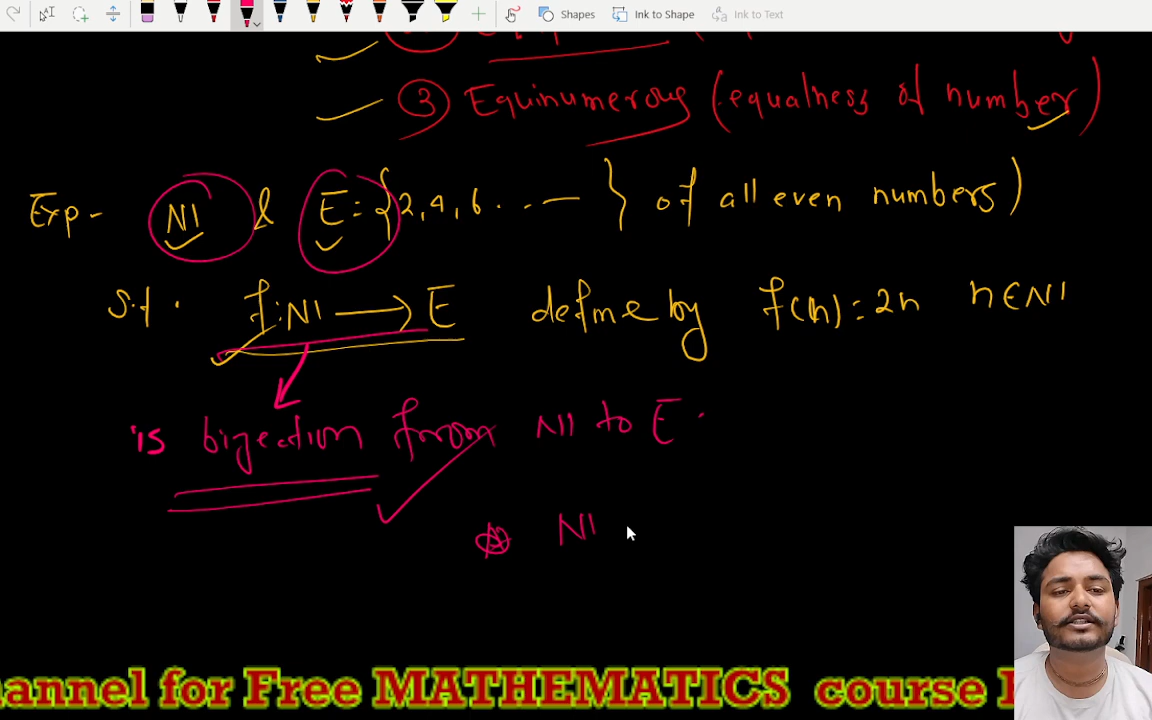 Shapes Ink to Shape Ink to Text
③ Equinumerous (equalness of number)
Exp- N & E={2,4,6...— } of all even numbers)
S.t. f:N→E define by f(n)=2n n∈N
is bijection from N to E.
N
annel for Free MATHEMATICS course